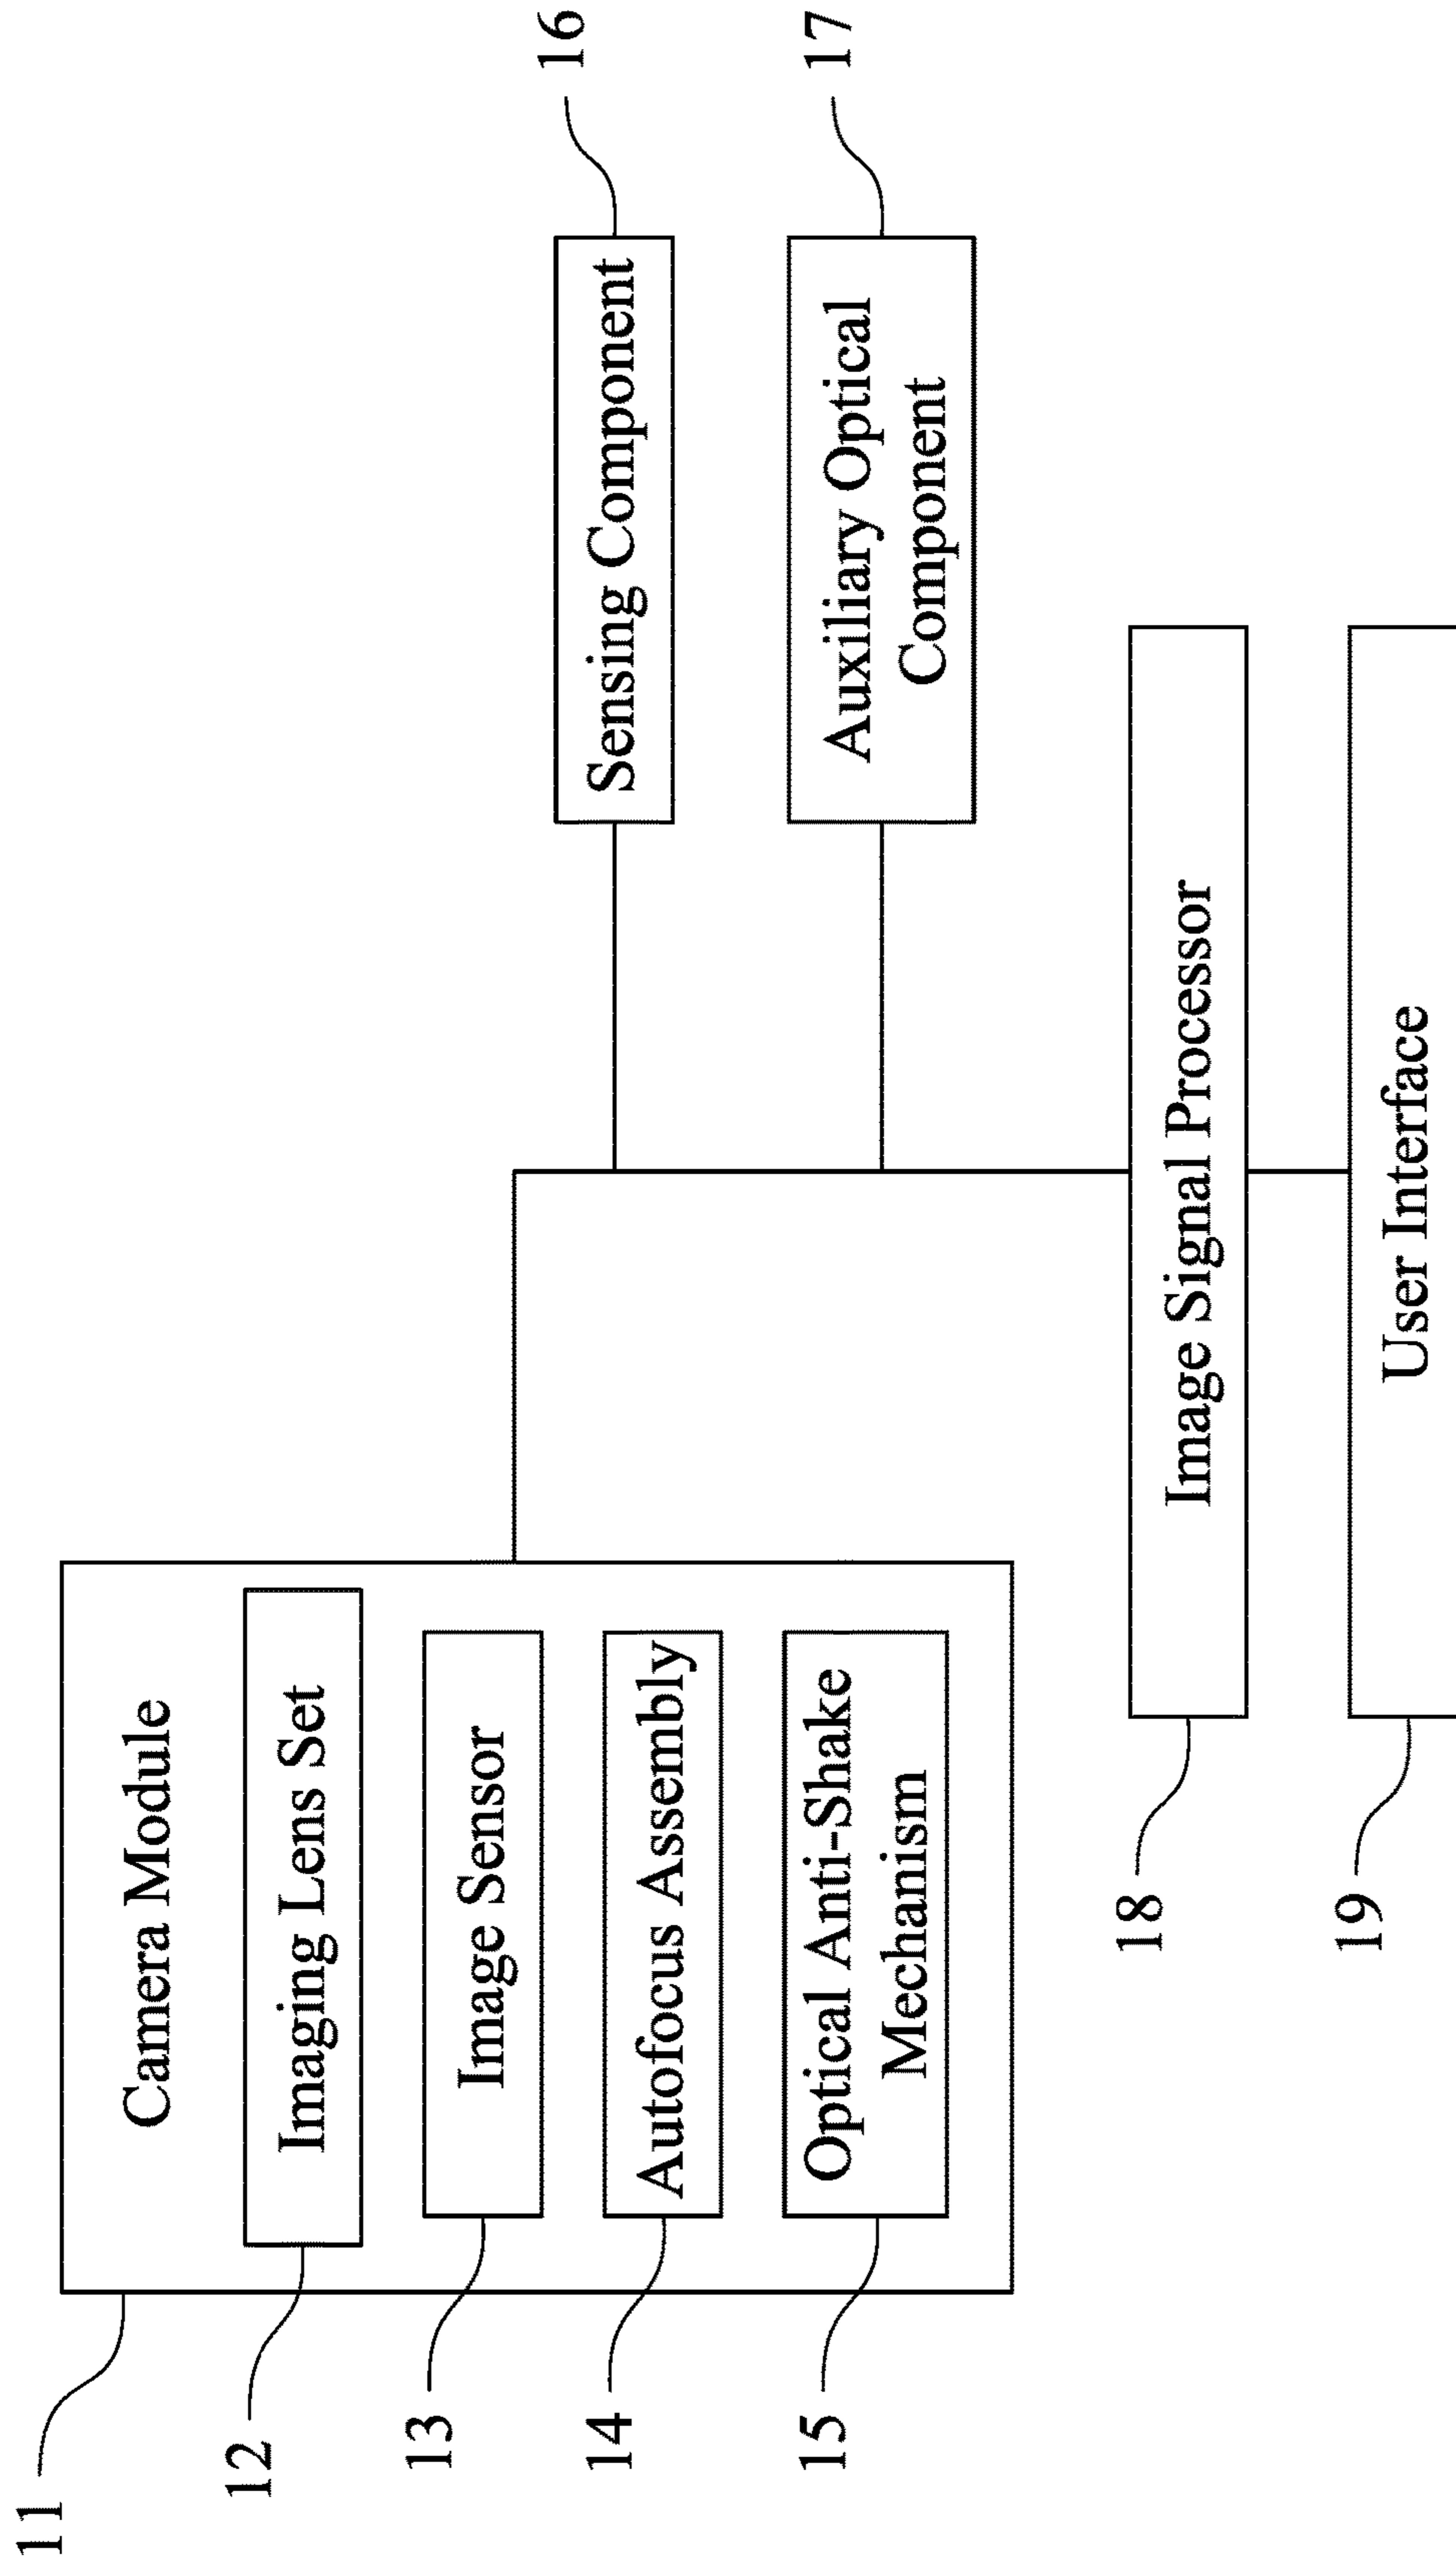 11
Camera Module
12
Imaging Lens Set
13
Image Sensor
14
Autofocus Assembly
15
Optical Anti-Shake
Mechanism
Sensing Component
16
Auxiliary Optical
Component
17
18
Image Signal Processor
19
User Interface